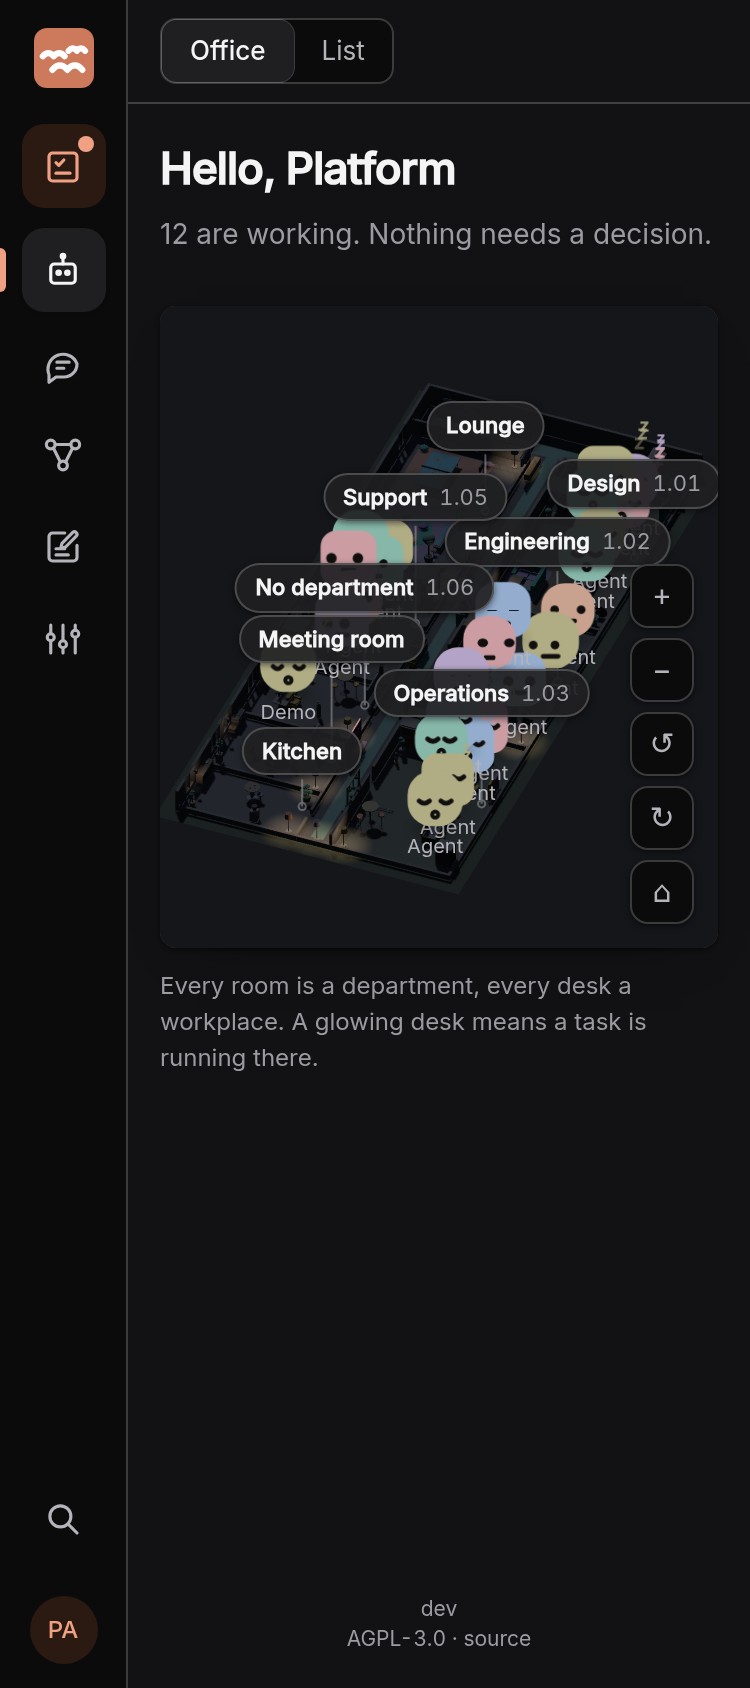 Office
List
Hello, Platform
12 are working. Nothing needs a decision.
Lounge
Design 1.01
Support 1.05
Engineering 1.02
Agent
No department 1.06
Meeting room
Agent
Operations 1.03
Demo
Kitchen
Agent
Agent
+
−
↺
↻
⌂
Every room is a department, every desk a
workplace. A glowing desk means a task is
running there.
dev
AGPL-3.0 · source
PA